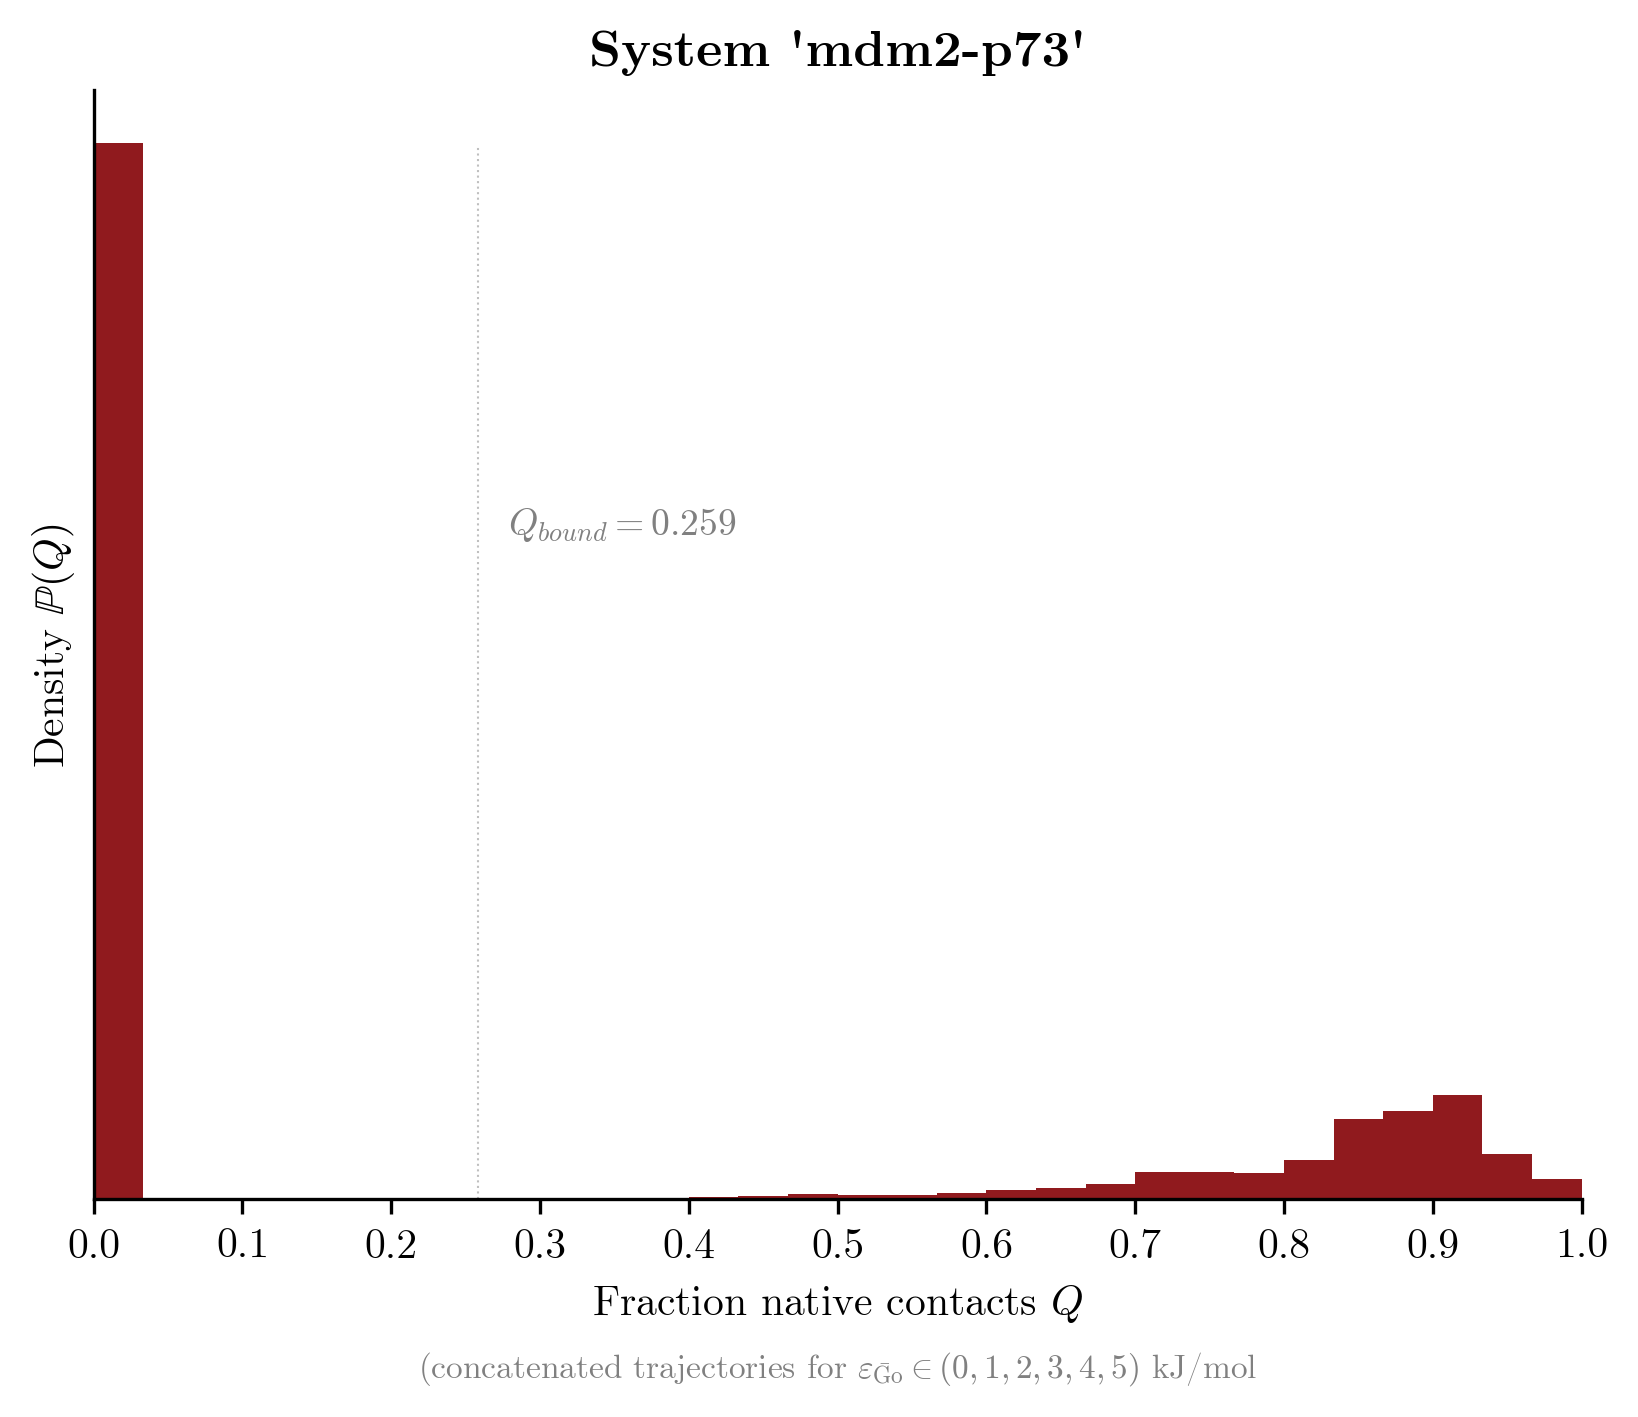 System 'mdm2-p73'
Density ℙ(Q)
Q_bound = 0.259
0.0 0.1 0.2 0.3 0.4 0.5 0.6 0.7 0.8 0.9 1.0
Fraction native contacts Q
(concatenated trajectories for ε_Ḡo ∈ (0, 1, 2, 3, 4, 5) kJ/mol